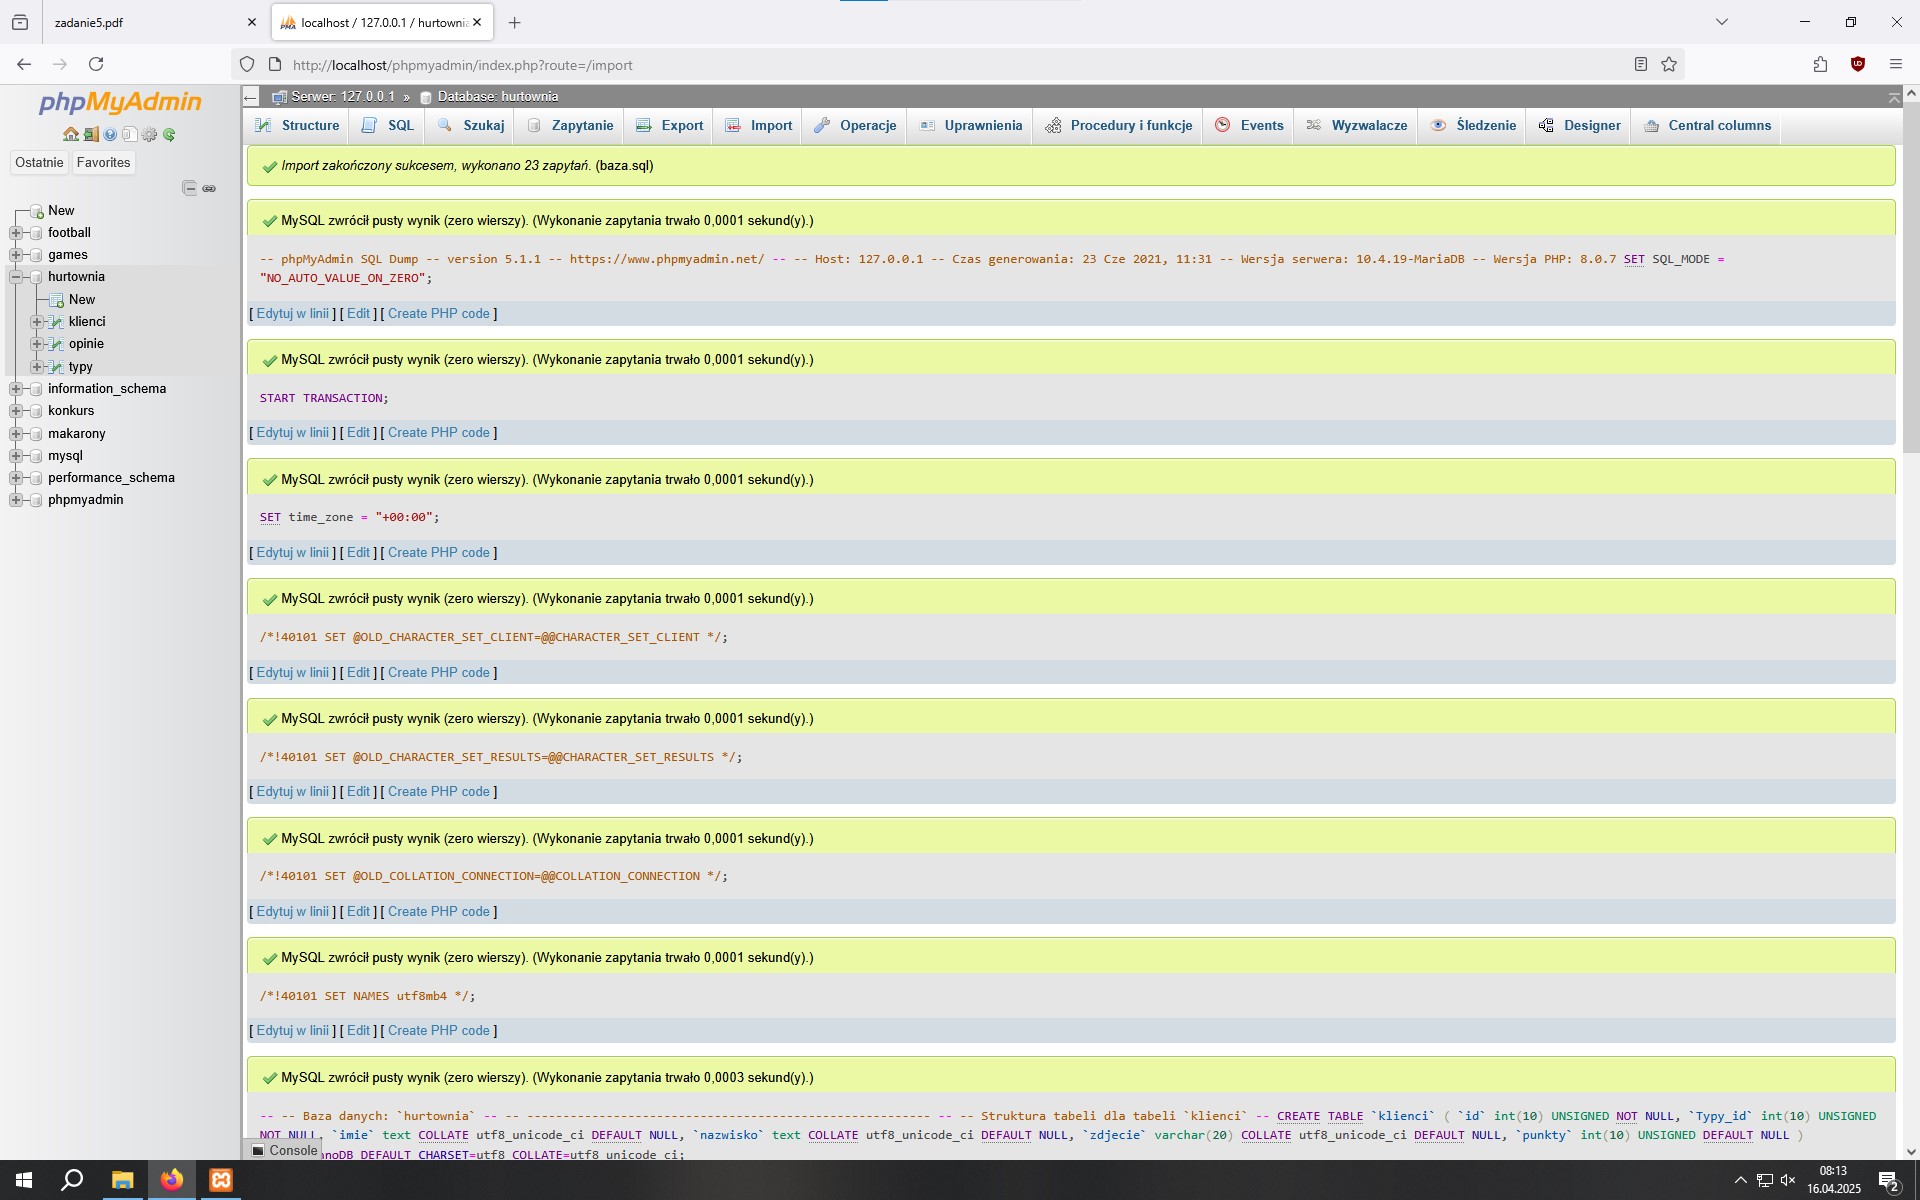 zadanie5.pdf
localhost / 127.0.0.1 / hurtownia
http://localhost/phpmyadmin/index.php?route=/import
phpMyAdmin
Ostatnie
Favorites
New
football
games
hurtownia
New
klienci
opinie
typy
information_schema
konkurs
makarony
mysql
performance_schema
phpmyadmin
Serwer: 127.0.0.1 » Database: hurtownia
Structure SQL Szukaj Zapytanie Export Import Operacje Uprawnienia Procedury i funkcje Events Wyzwalacze Śledzenie Designer Central columns
Import zakończony sukcesem, wykonano 23 zapytań. (baza.sql)
MySQL zwrócił pusty wynik (zero wierszy). (Wykonanie zapytania trwało 0,0001 sekund(y).)
-- phpMyAdmin SQL Dump -- version 5.1.1 -- https://www.phpmyadmin.net/ -- -- Host: 127.0.0.1 -- Czas generowania: 23 Cze 2021, 11:31 -- Wersja serwera: 10.4.19-MariaDB -- Wersja PHP: 8.0.7 SET SQL_MODE =
"NO_AUTO_VALUE_ON_ZERO";
[ Edytuj w linii ] [ Edit ] [ Create PHP code ]
MySQL zwrócił pusty wynik (zero wierszy). (Wykonanie zapytania trwało 0,0001 sekund(y).)
START TRANSACTION;
[ Edytuj w linii ] [ Edit ] [ Create PHP code ]
MySQL zwrócił pusty wynik (zero wierszy). (Wykonanie zapytania trwało 0,0001 sekund(y).)
SET time_zone = "+00:00";
[ Edytuj w linii ] [ Edit ] [ Create PHP code ]
MySQL zwrócił pusty wynik (zero wierszy). (Wykonanie zapytania trwało 0,0001 sekund(y).)
/*!40101 SET @OLD_CHARACTER_SET_CLIENT=@@CHARACTER_SET_CLIENT */;
[ Edytuj w linii ] [ Edit ] [ Create PHP code ]
MySQL zwrócił pusty wynik (zero wierszy). (Wykonanie zapytania trwało 0,0001 sekund(y).)
/*!40101 SET @OLD_CHARACTER_SET_RESULTS=@@CHARACTER_SET_RESULTS */;
[ Edytuj w linii ] [ Edit ] [ Create PHP code ]
MySQL zwrócił pusty wynik (zero wierszy). (Wykonanie zapytania trwało 0,0001 sekund(y).)
/*!40101 SET @OLD_COLLATION_CONNECTION=@@COLLATION_CONNECTION */;
[ Edytuj w linii ] [ Edit ] [ Create PHP code ]
MySQL zwrócił pusty wynik (zero wierszy). (Wykonanie zapytania trwało 0,0001 sekund(y).)
/*!40101 SET NAMES utf8mb4 */;
[ Edytuj w linii ] [ Edit ] [ Create PHP code ]
MySQL zwrócił pusty wynik (zero wierszy). (Wykonanie zapytania trwało 0,0003 sekund(y).)
-- -- Baza danych: `hurtownia` -- -- -------------------------------------------------------- -- -- Struktura tabeli dla tabeli `klienci` -- CREATE TABLE `klienci` ( `id` int(10) UNSIGNED NOT NULL, `Typy_id` int(10) UNSIGNED
NOT NULL, `imie` text COLLATE utf8_unicode_ci DEFAULT NULL, `nazwisko` text COLLATE utf8_unicode_ci DEFAULT NULL, `zdjecie` varchar(20) COLLATE utf8_unicode_ci DEFAULT NULL, `punkty` int(10) UNSIGNED DEFAULT NULL )
noDB DEFAULT CHARSET=utf8 COLLATE=utf8_unicode_ci;
Console
08:13
16.04.2025
2